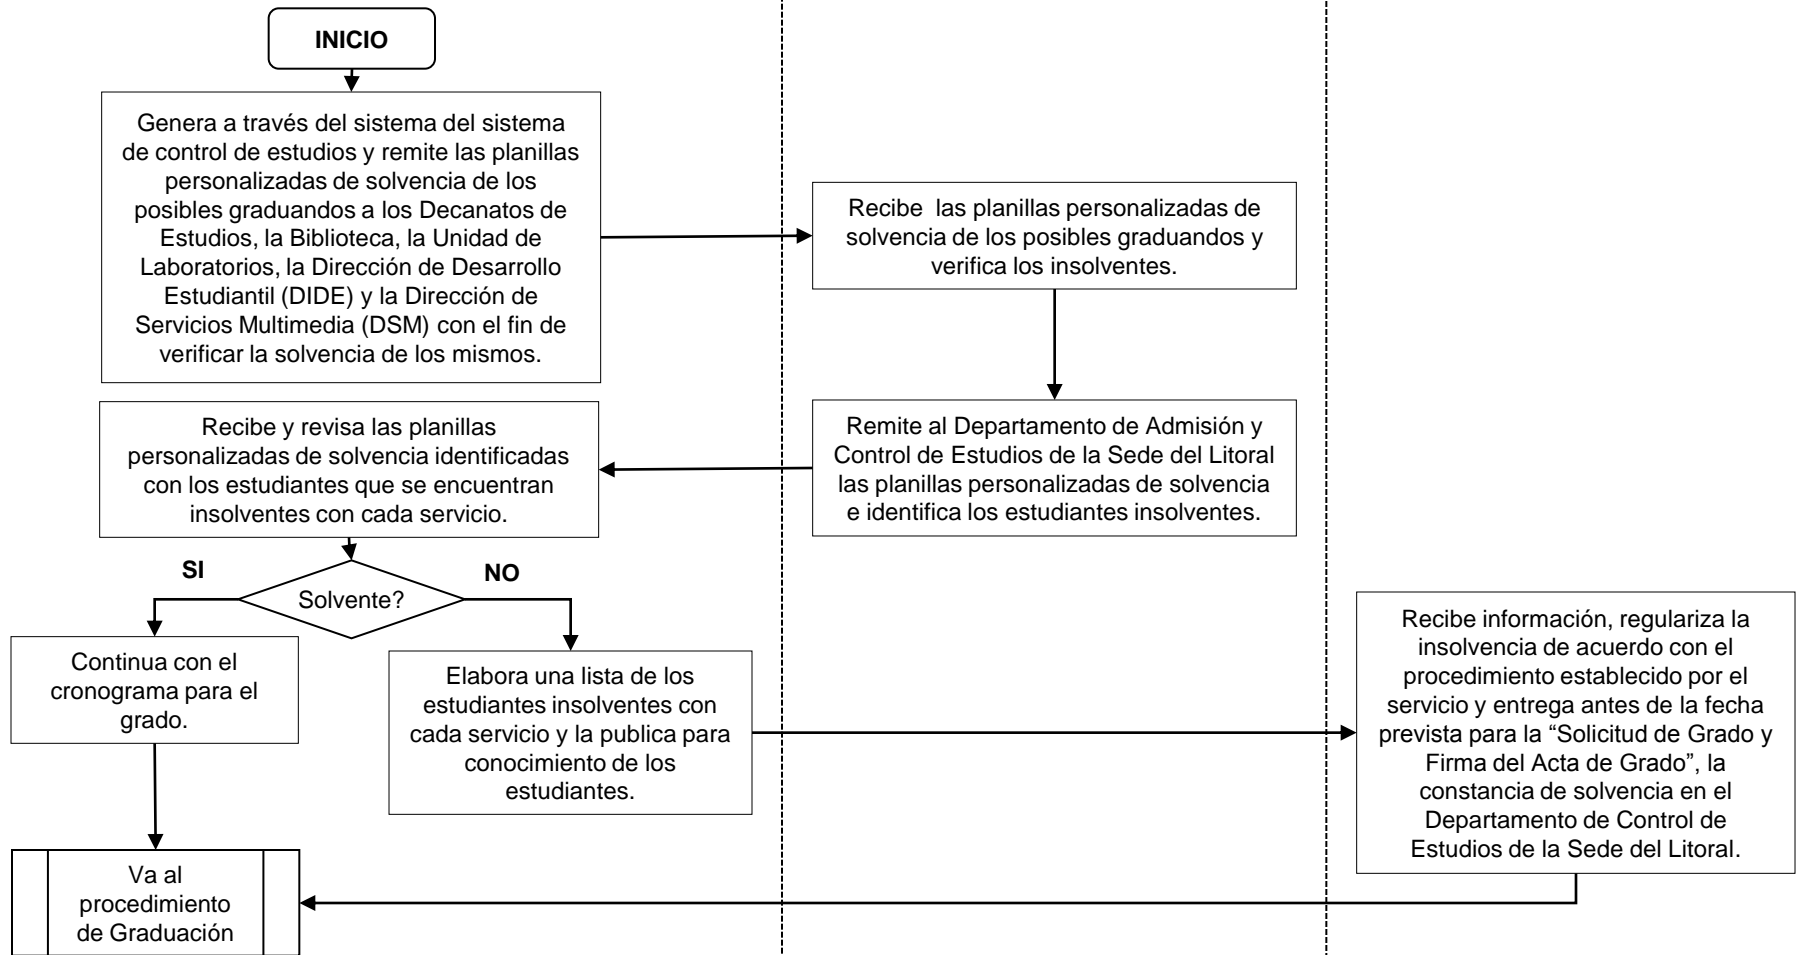 INICIO
Genera a través del sistema del sistema
de control de estudios y remite las planillas
personalizadas de solvencia de los
posibles graduandos a los Decanatos de
Estudios, la Biblioteca, la Unidad de
Laboratorios, la Dirección de Desarrollo
Estudiantil (DIDE) y la Dirección de
Servicios Multimedia (DSM) con el fin de
verificar la solvencia de los mismos.
Recibe  las planillas personalizadas de
solvencia de los posibles graduandos y
verifica los insolventes.
Remite al Departamento de Admisión y
Control de Estudios de la Sede del Litoral
las planillas personalizadas de solvencia
e identifica los estudiantes insolventes.
Recibe y revisa las planillas
personalizadas de solvencia identificadas
con los estudiantes que se encuentran
insolventes con cada servicio.
Solvente?
SI
NO
Continua con el
cronograma para el
grado.
Elabora una lista de los
estudiantes insolventes con
cada servicio y la publica para
conocimiento de los
estudiantes.
Recibe información, regulariza la
insolvencia de acuerdo con el
procedimiento establecido por el
servicio y entrega antes de la fecha
prevista para la “Solicitud de Grado y
Firma del Acta de Grado”, la
constancia de solvencia en el
Departamento de Control de
Estudios de la Sede del Litoral.
Va al
procedimiento
de Graduación